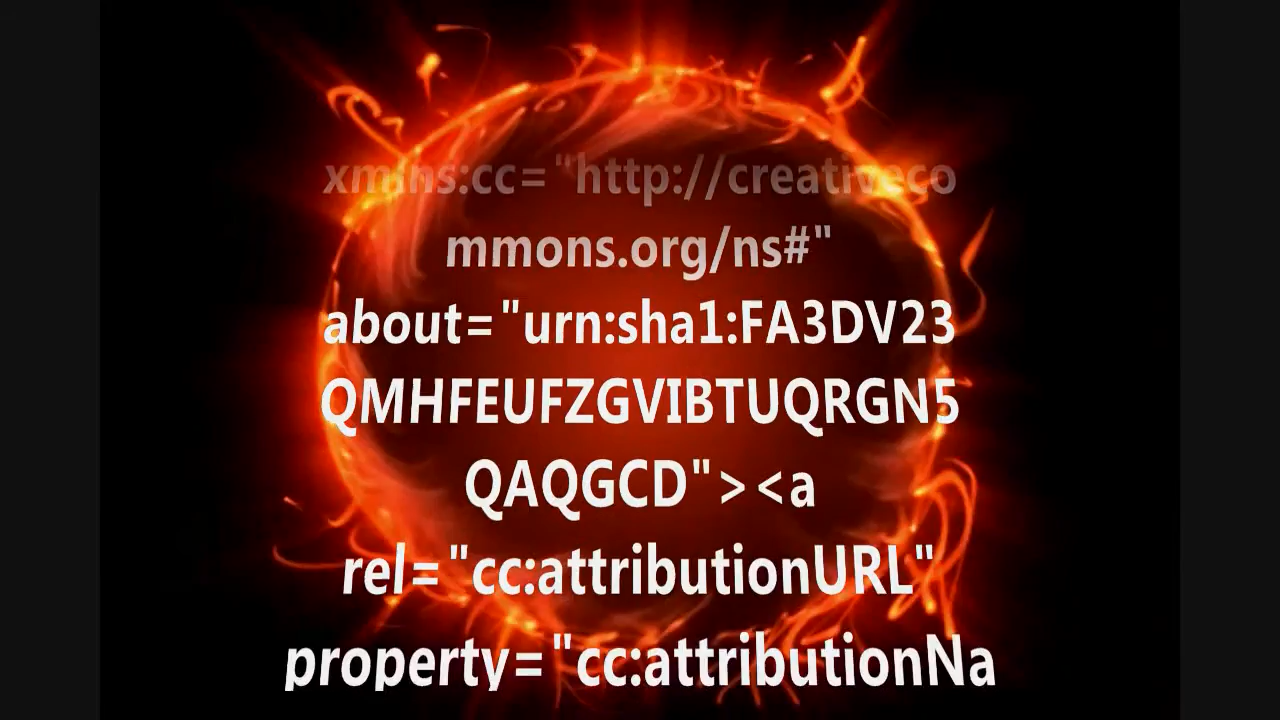 xmlns:cc="http://creativeco
mmons.org/ns#"
about="urn:sha1:FA3DV23
QMHFEUFZGVIBTUQRGN5
QAQGCD"><a
rel="cc:attributionURL"
property="cc:attributionNa